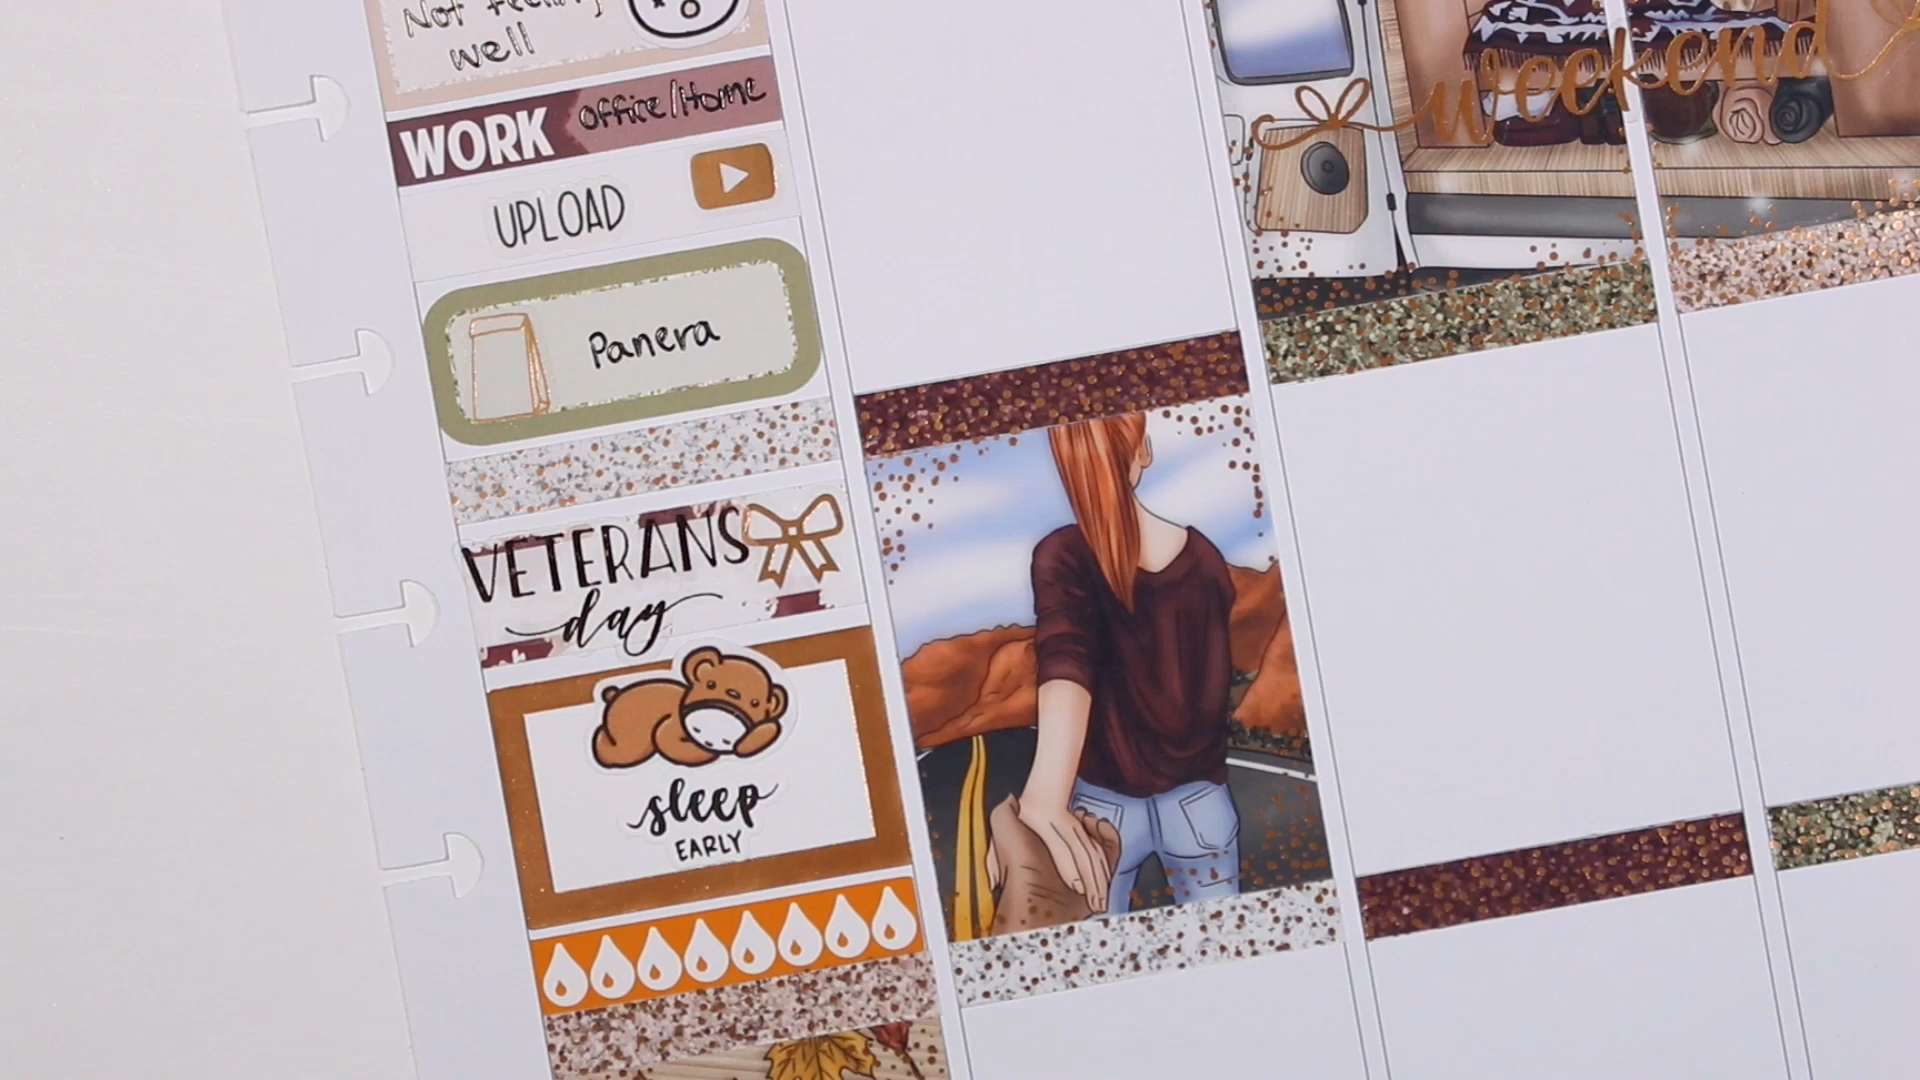 Not feeling
well
WORK office/Home
UPLOAD
Panera
VETERANS
day
sleep
EARLY
weekend